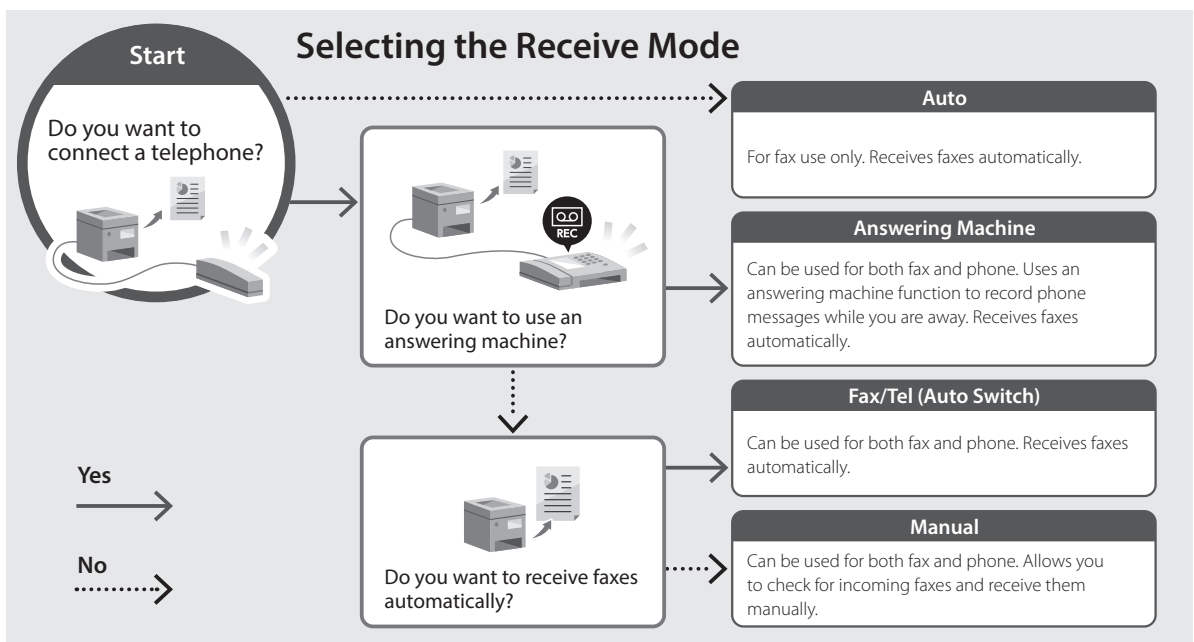 Selecting the Receive Mode
Start
Do you want to
connect a telephone?
REC
Do you want to use an
answering machine?
Do you want to receive faxes
automatically?
Yes
No
Auto
For fax use only. Receives faxes automatically.
Answering Machine
Can be used for both fax and phone. Uses an
answering machine function to record phone
messages while you are away. Receives faxes
automatically.
Fax/Tel (Auto Switch)
Can be used for both fax and phone. Receives faxes
automatically.
Manual
Can be used for both fax and phone. Allows you
to check for incoming faxes and receive them
manually.